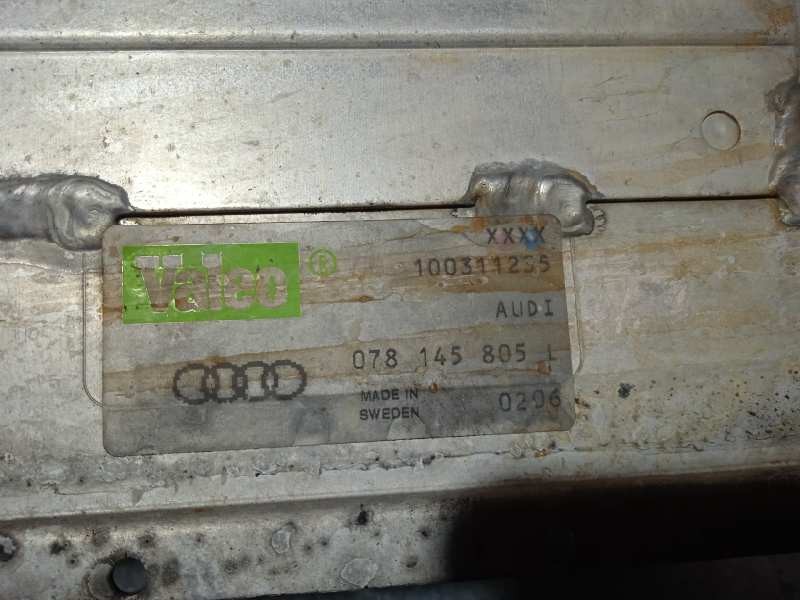 XXXX
Valeo®
100311235
AUDI
078 145 805 L
MADE IN
SWEDEN
0206